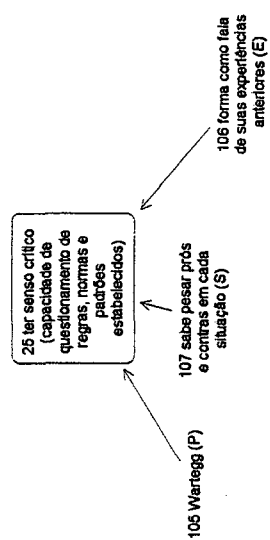 25 ter senso crítico
(capacidade de
questionamento de
regras, normas e
padrões
estabelecidos)
105 Wartegg (P)
107 sabe pesar prós
e contras em cada
situação (S)
106 forma como fala
de suas experiências
anteriores (E)